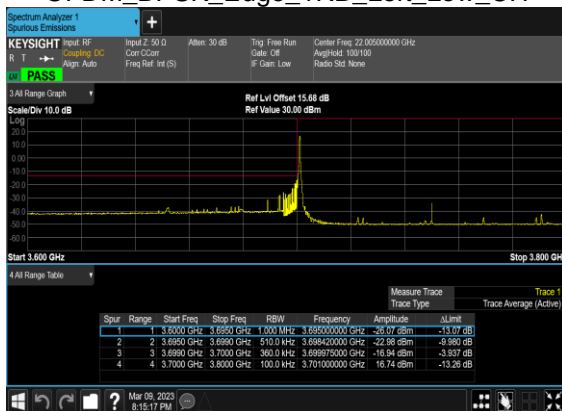 Spectrum Analyzer 1
Spurious Emissions
KEYSIGHT Input: RF
R T Coupling: DC
Align: Auto
Input Z: 50 Ω
Corr CCorr
Freq Ref: Int (S)
Atten: 30 dB
Trig: Free Run
Gate: Off
IF Gain: Low
Center Freq: 22.005000000 GHz
Avg|Hold: 100/100
Radio Std: None
PASS
3 All Range Graph
Ref Lvl Offset 15.68 dB
Scale/Div 10.0 dB
Ref Value 30.00 dBm
Log
20.0
10.0
0.00
-10.0
-20.0
-30.0
-40.0
-50.0
-60.0
Start 3.600 GHz
Stop 3.800 GH
4 All Range Table
Measure Trace Trace 1
Trace Type Trace Average (Active)
Spur Range Start Freq Stop Freq RBW Frequency Amplitude ΔLimit
1 1 3.6000 GHz 3.6950 GHz 1.000 MHz 3.695000000 GHz -26.07 dBm -13.07 dB
2 2 3.6950 GHz 3.6990 GHz 510.0 kHz 3.698420000 GHz -22.98 dBm -9.980 dB
3 3 3.6990 GHz 3.7000 GHz 360.0 kHz 3.699975000 GHz -16.94 dBm -3.937 dB
4 4 3.7000 GHz 3.8000 GHz 100.0 kHz 3.701000000 GHz 16.74 dBm -13.26 dB
Mar 09, 2023
8:15:17 PM